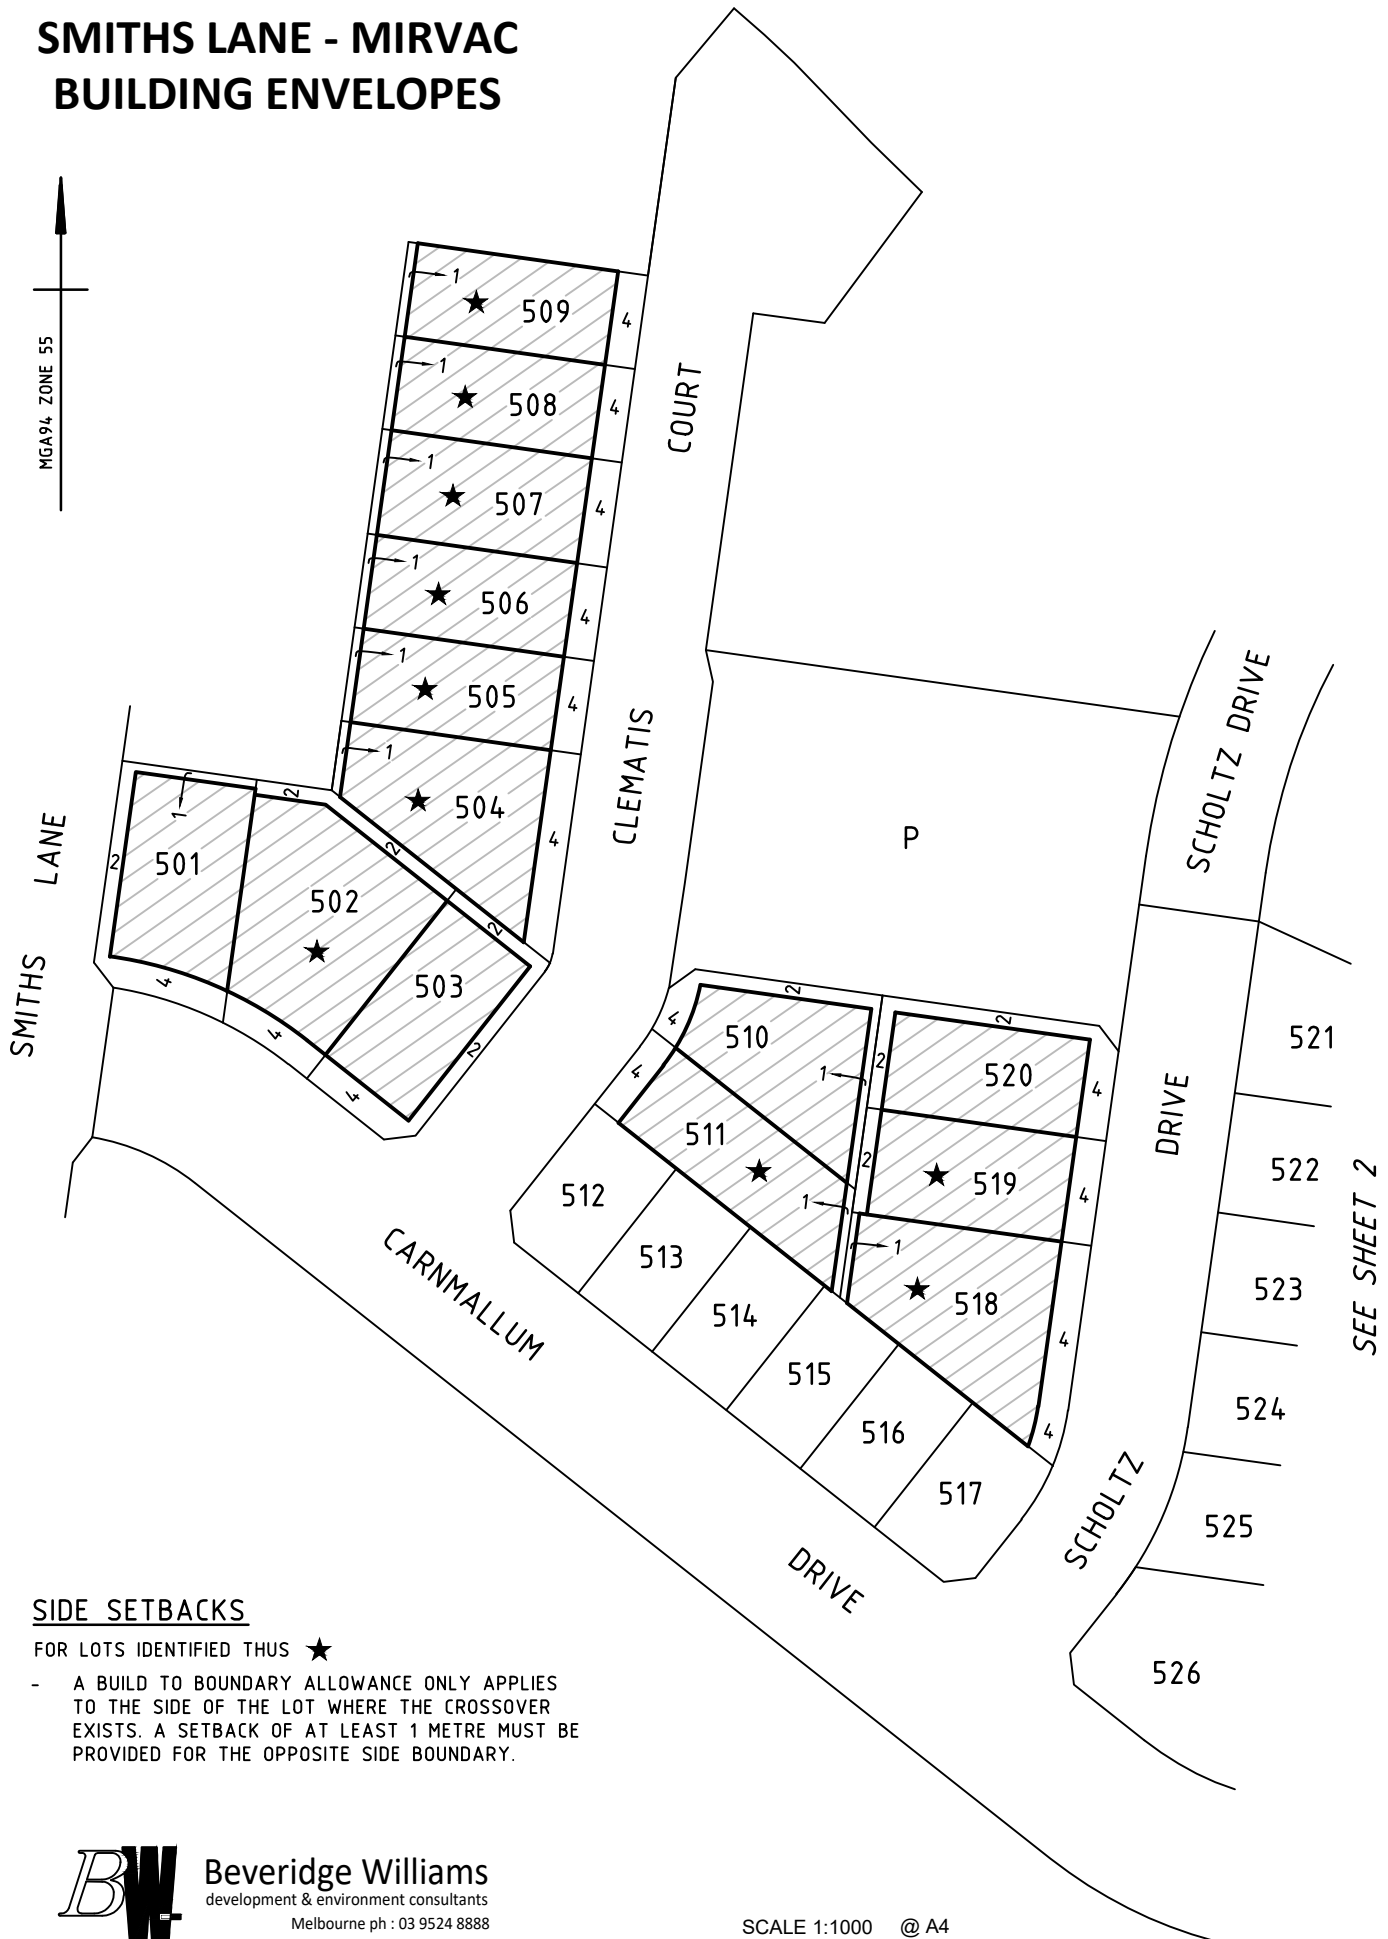 SMITHS LANE - MIRVAC
BUILDING ENVELOPES
MGA94 ZONE 55
1
509
4
1
508
4
COURT
1
507
4
1
506
4
1
505
4
1
504
4
CLEMATIS
SMITHS LANE
1
2
501
4
2
502
2
4
2
503
2
4
P
SCHOLTZ DRIVE
2
4
510
1
2
2
520
4
4
511
1
2
519
4
1
518
4
4
512
513
514
515
516
517
CARNMALLUM
DRIVE
SCHOLTZ
DRIVE
521
522
523
524
525
526
SEE SHEET 2
SIDE SETBACKS
FOR LOTS IDENTIFIED THUS ★
- A BUILD TO BOUNDARY ALLOWANCE ONLY APPLIES
TO THE SIDE OF THE LOT WHERE THE CROSSOVER
EXISTS. A SETBACK OF AT LEAST 1 METRE MUST BE
PROVIDED FOR THE OPPOSITE SIDE BOUNDARY.
BW
Beveridge Williams
development & environment consultants
Melbourne ph : 03 9524 8888
SCALE 1:1000 @ A4